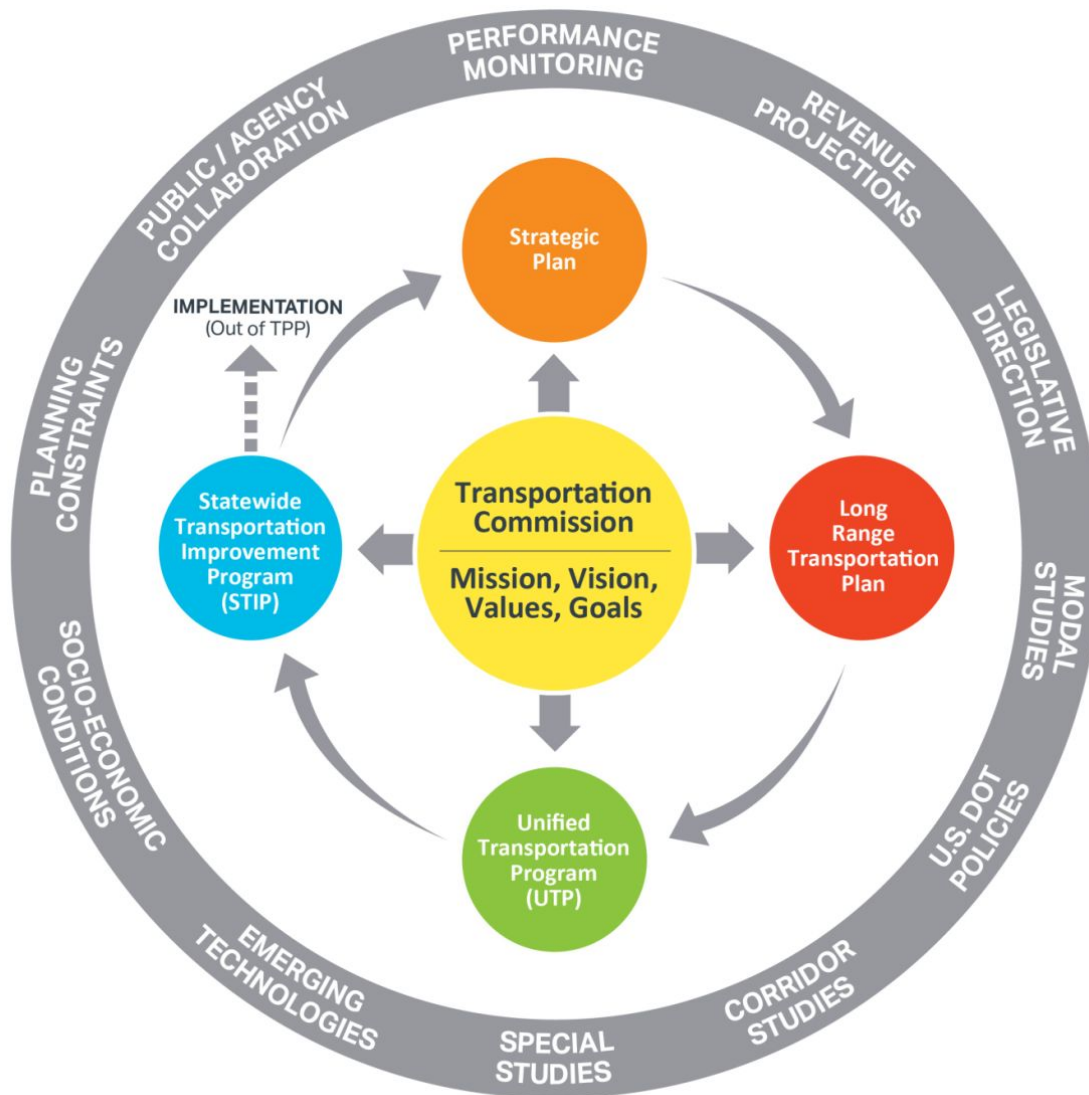 PERFORMANCE
MONITORING
REVENUE
PROJECTIONS
LEGISLATIVE
DIRECTION
MODAL
STUDIES
U.S. DOT
POLICIES
CORRIDOR
STUDIES
SPECIAL
STUDIES
EMERGING
TECHNOLOGIES
SOCIO-ECONOMIC
CONDITIONS
PLANNING
CONSTRAINTS
PUBLIC / AGENCY
COLLABORATION
Strategic
Plan
IMPLEMENTATION
(Out of TPP)
Statewide
Transportation
Improvement
Program
(STIP)
Transportation
Commission
Mission, Vision,
Values, Goals
Long
Range
Transportation
Plan
Unified
Transportation
Program
(UTP)